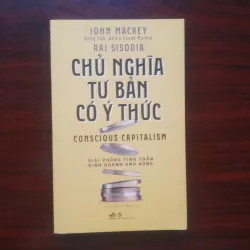 JOHN MACKEY
RAJ SISODIA
CHỦ NGHĨA
TƯ BẢN
CÓ Ý THỨC
CONSCIOUS CAPITALISM
GIẢI PHÓNG TINH THẦN
KINH DOANH ANH HÙNG